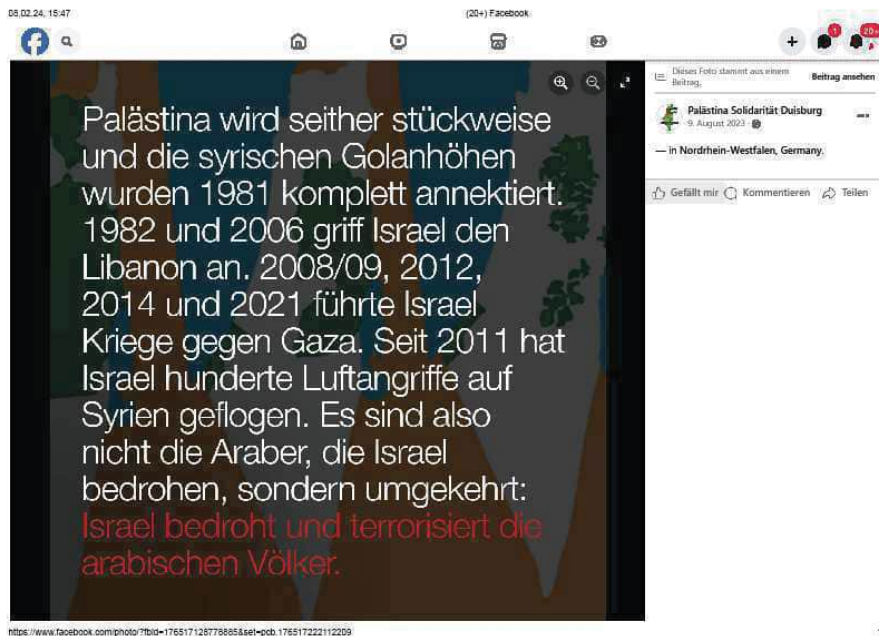 08.02.24, 15:47
(20+) Facebook
1
20+
Dieses Foto stammt aus einem
Beitrag.
Beitrag ansehen
Palästina Solidarität Duisburg
9. August 2023 ·
— in Nordrhein-Westfalen, Germany.
Gefällt mir
Kommentieren
Teilen
Palästina wird seither stückweise
und die syrischen Golanhöhen
wurden 1981 komplett annektiert.
1982 und 2006 griff Israel den
Libanon an. 2008/09, 2012,
2014 und 2021 führte Israel
Kriege gegen Gaza. Seit 2011 hat
Israel hunderte Luftangriffe auf
Syrien geflogen. Es sind also
nicht die Araber, die Israel
bedrohen, sondern umgekehrt:
Israel bedroht und terrorisiert die
arabischen Völker.